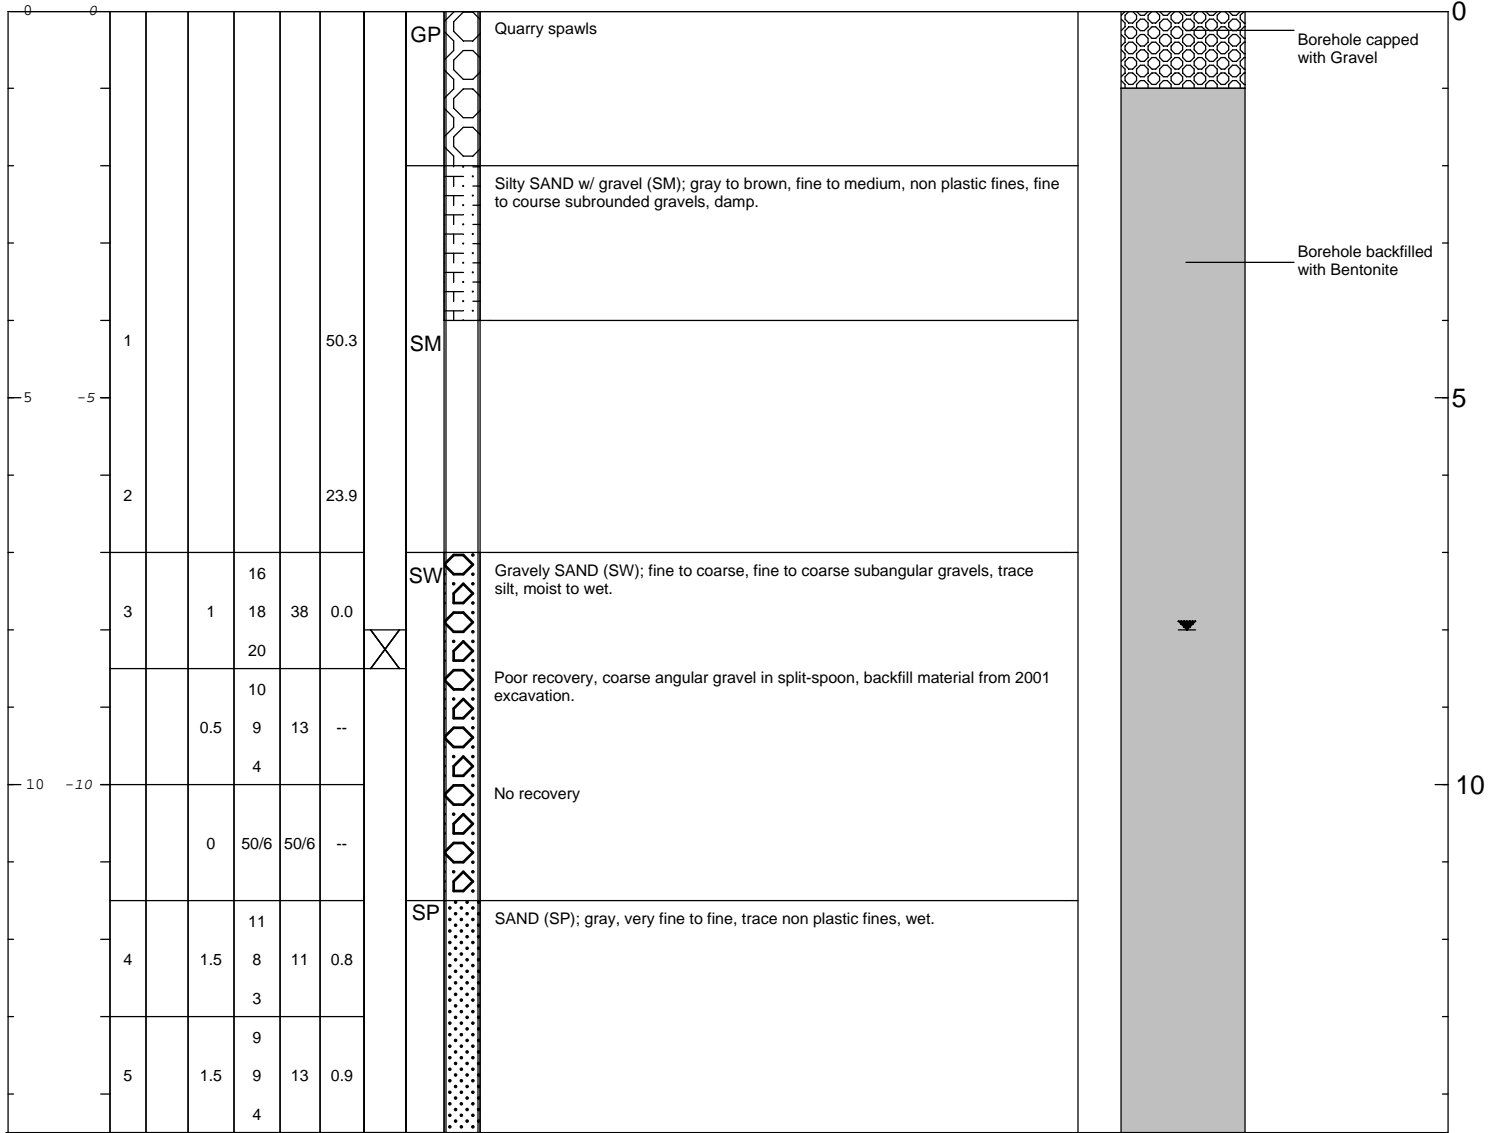 0 0 GP Quarry spawls 0
Borehole capped
with Gravel
Silty SAND w/ gravel (SM); gray to brown, fine to medium, non plastic fines, fine
to course subrounded gravels, damp.
Borehole backfilled
with Bentonite
1 50.3 SM
5 -5 5
2 23.9
16 SW Gravely SAND (SW); fine to coarse, fine to coarse subangular gravels, trace
silt, moist to wet.
3 1 18 38 0.0
20
10 Poor recovery, coarse angular gravel in split-spoon, backfill material from 2001
excavation.
0.5 9 13 --
4
10 -10 No recovery 10
0 50/6 50/6 --
11 SP SAND (SP); gray, very fine to fine, trace non plastic fines, wet.
4 1.5 8 11 0.8
3
9
5 1.5 9 13 0.9
4